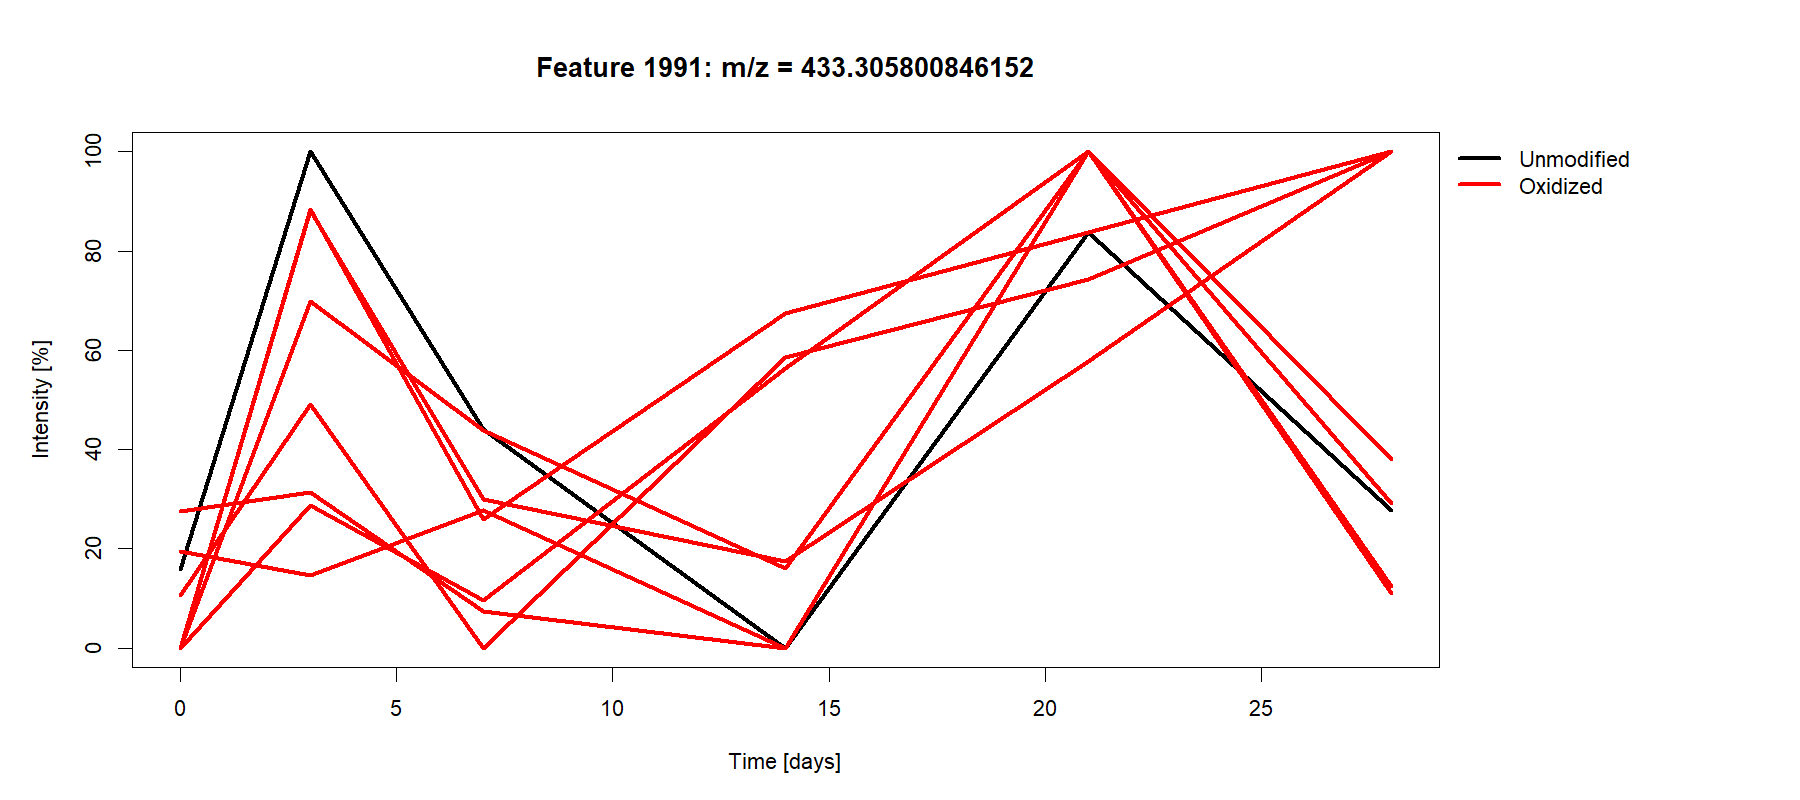 Feature 1991: m/z = 433.305800846152
Unmodified
Oxidized
Intensity [%]
100
80
60
40
20
0
0 5 10 15 20 25
Time [days]